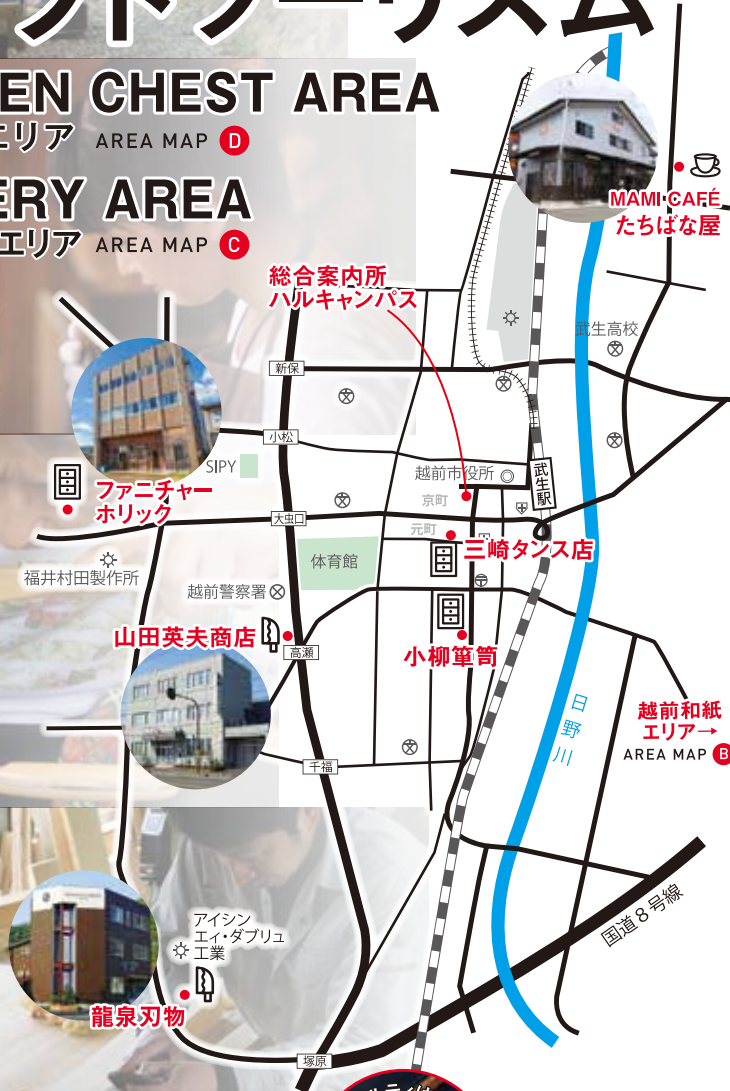 ットツーリズム
EN CHEST AREA
エリア AREA MAP D
ERY AREA
エリア AREA MAP C
MAMI CAFÉ
たちばな屋
総合案内所
ハルキャンパス
武生高校
新保
小松
SIPY
越前市役所
武生駅
京町
ファニチャー
ホリック
大虫口
元町
三崎タンス店
体育館
福井村田製作所
越前警察署
山田英夫商店
高瀬
小柳箪笥
日野川
越前和紙
エリア→
AREA MAP B
千福
国道8号線
アイシン
エィ・ダブリュ
工業
龍泉刃物
塚原